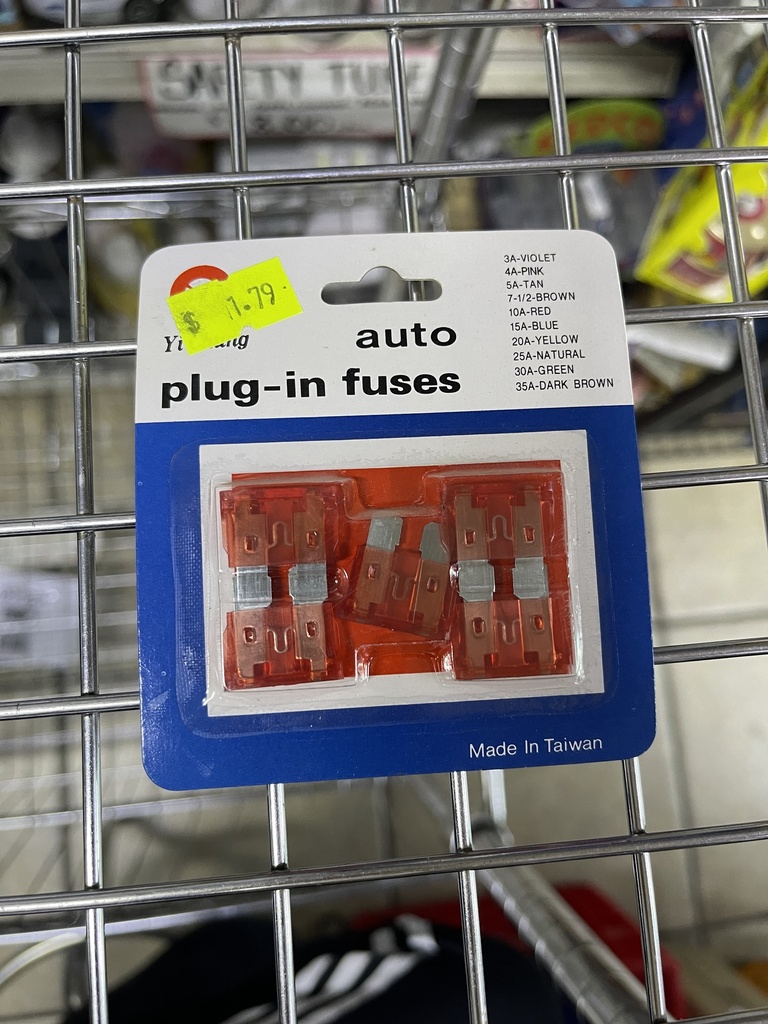 SAFETY TUBE
$ 1.79
auto
plug-in fuses
3A-VIOLET
4A-PINK
5A-TAN
7-1/2-BROWN
10A-RED
15A-BLUE
20A-YELLOW
25A-NATURAL
30A-GREEN
35A-DARK BROWN
Made In Taiwan